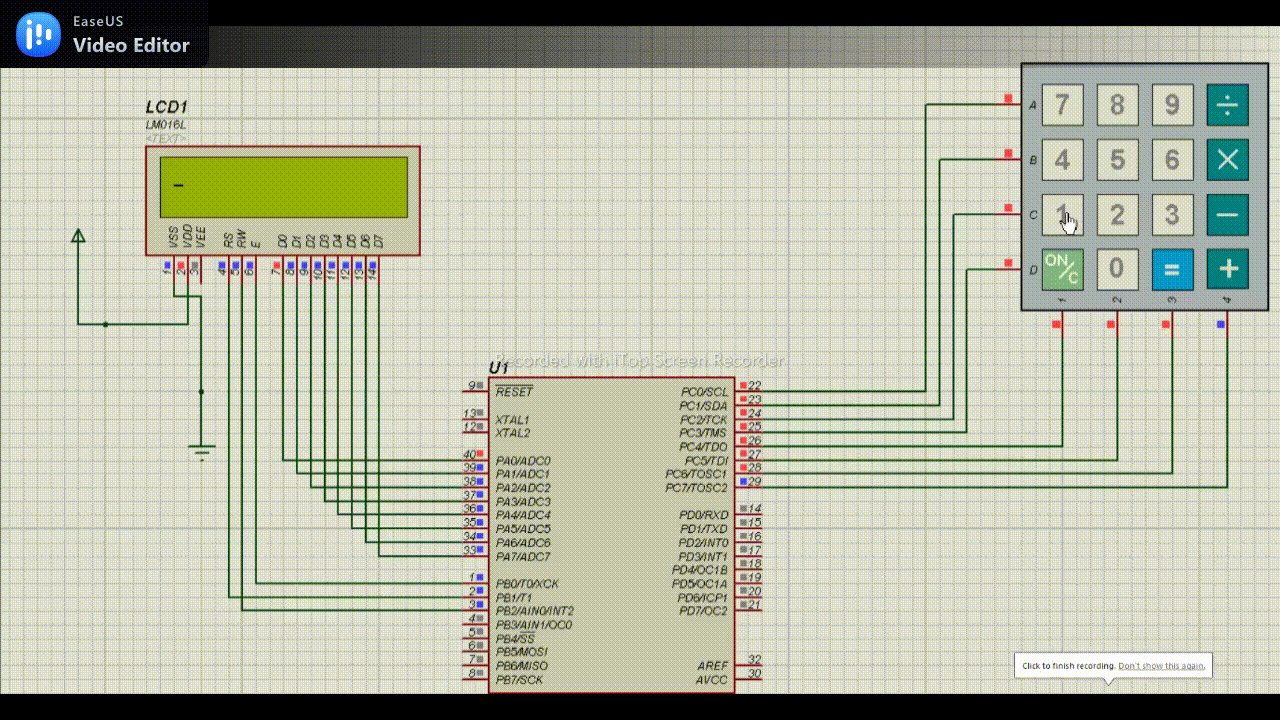 EaseUS
Video Editor
LCD1
LM016L
<TEXT>
VSS
VDD
VEE
RS
RW
E
D0
D1
D2
D3
D4
D5
D6
D7
1
2
3
4
5
6
7
8
9
10
11
12
13
14
A
7 8 9 ÷
B
4 5 6 ×
C
1 2 3 −
D
ON/C 0 = +
1 2 3 4
Recorded with iTop Screen Recorder
U1
9 RESET
13 XTAL1
12 XTAL2
40 PA0/ADC0
39 PA1/ADC1
38 PA2/ADC2
37 PA3/ADC3
36 PA4/ADC4
35 PA5/ADC5
34 PA6/ADC6
33 PA7/ADC7
1 PB0/T0/XCK
2 PB1/T1
3 PB2/AIN0/INT2
4 PB3/AIN1/OC0
5 PB4/SS
6 PB5/MOSI
7 PB6/MISO
8 PB7/SCK
PC0/SCL 22
PC1/SDA 23
PC2/TCK 24
PC3/TMS 25
PC4/TDO 26
PC5/TDI 27
PC6/TOSC1 28
PC7/TOSC2 29
PD0/RXD 14
PD1/TXD 15
PD2/INT0 16
PD3/INT1 17
PD4/OC1B 18
PD5/OC1A 19
PD6/ICP1 20
PD7/OC2 21
AREF 32
AVCC 30
Click to finish recording. Don't show this again.